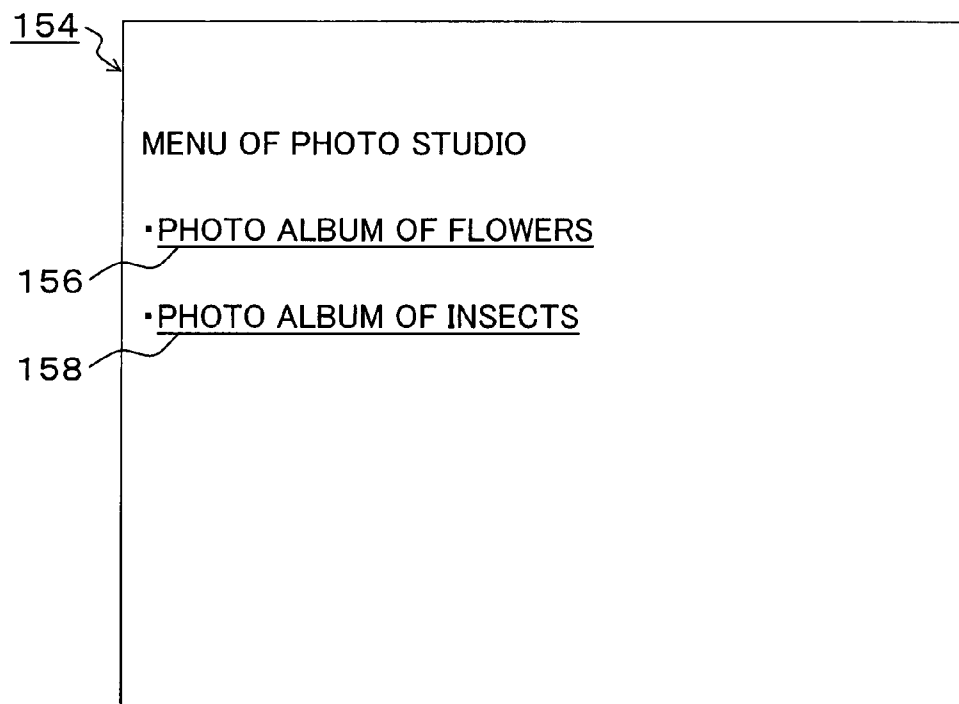 154
MENU OF PHOTO STUDIO
・PHOTO ALBUM OF FLOWERS
156
・PHOTO ALBUM OF INSECTS
158